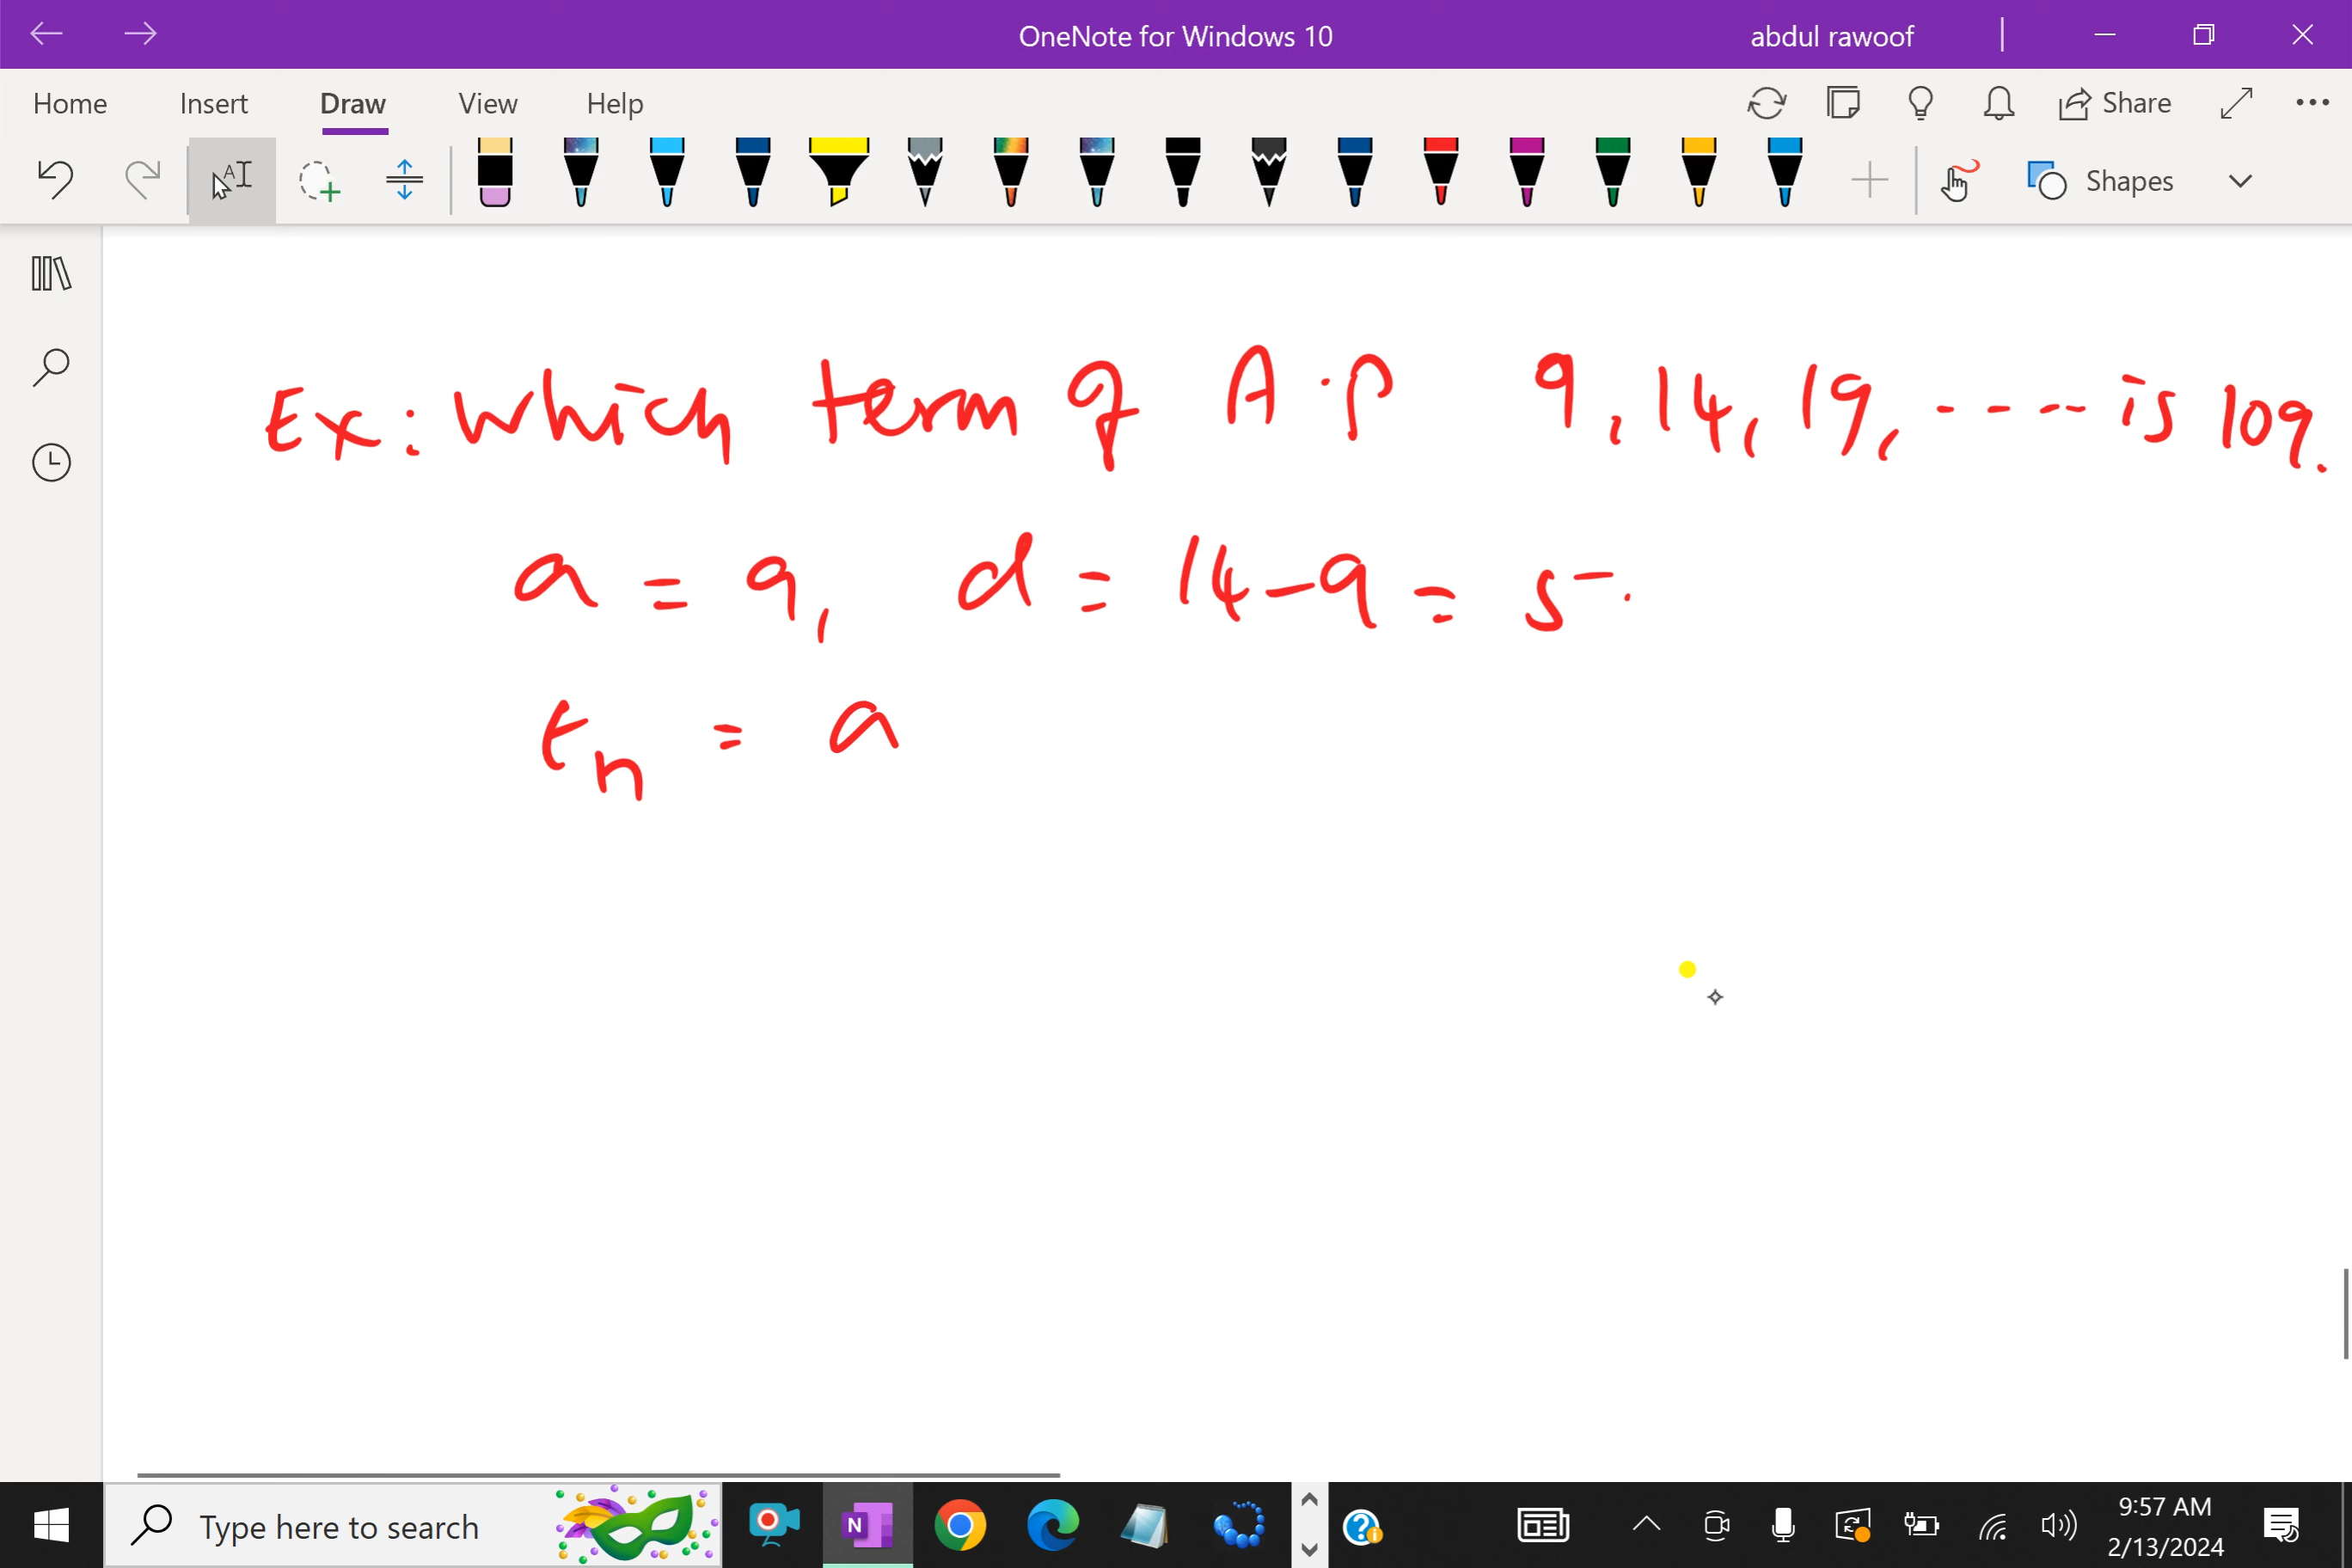 OneNote for Windows 10
abdul rawoof
Home Insert Draw View Help
Share
Shapes
Ex: which term of A.P 9, 14, 19, ---- is 109.
a = 9, d = 14-9 = 5.
tn = a
Type here to search
9:57 AM
2/13/2024